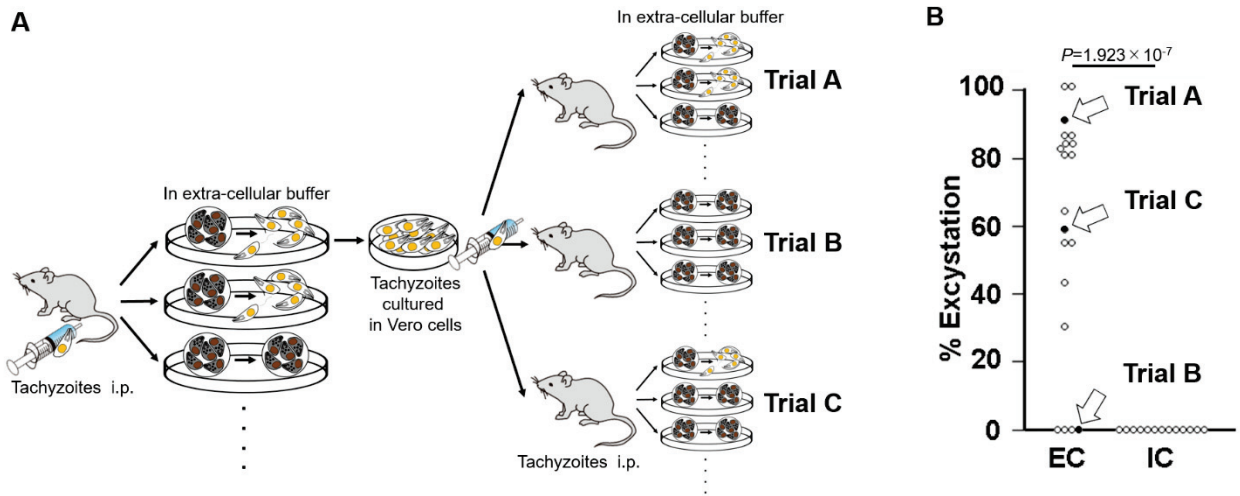 A
In extra-cellular buffer
Tachyzoites i.p.
Tachyzoites
cultured
in Vero cells
In extra-cellular buffer
Trial A
Trial B
Trial C
Tachyzoites i.p.
B
P=1.923×10⁻⁷
% Excystation
100
80
60
40
20
0
Trial A
Trial C
Trial B
EC
IC